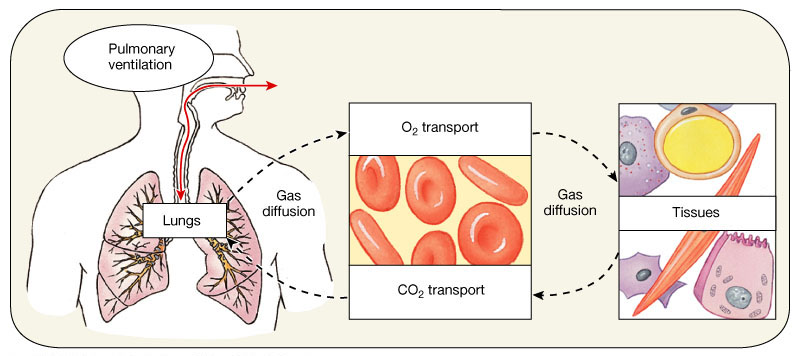 Pulmonary
ventilation
Lungs
Gas
diffusion
O₂ transport
CO₂ transport
Gas
diffusion
Tissues